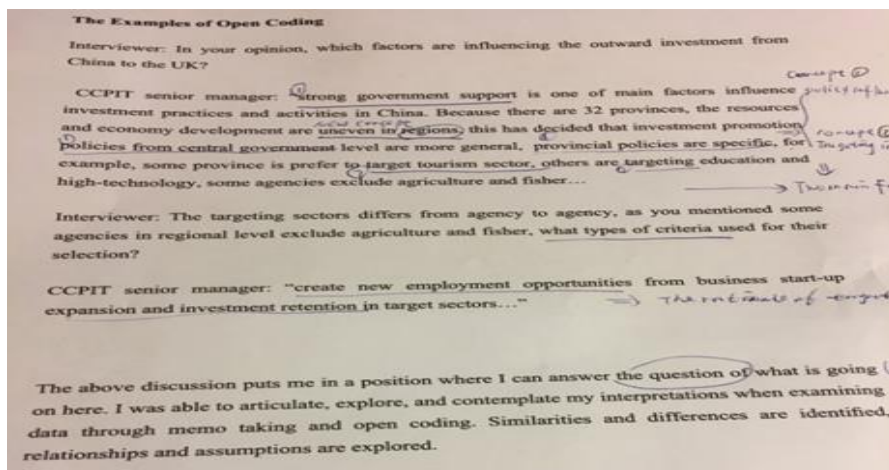 The Examples of Open Coding
Interviewer: In your opinion, which factors are influencing the outward investment from
China to the UK?
Concept ②
CCPIT senior manager: strong government support is one of main factors influence
investment practices and activities in China. Because there are 32 provinces, the resources
new concept
and economy development are uneven in regions, this has decided that investment promotion
policies from central government level are more general, provincial policies are specific, for
example, some province is prefer to target tourism sector, others are targeting education and
high-technology, some agencies exclude agriculture and fisher...
Interviewer: The targeting sectors differs from agency to agency, as you mentioned some
agencies in regional level exclude agriculture and fisher, what types of criteria used for their
selection?
CCPIT senior manager: "create new employment opportunities from business start-up
expansion and investment retention in target sectors..."
The above discussion puts me in a position where I can answer the question of what is going
on here. I was able to articulate, explore, and contemplate my interpretations when examining
data through memo taking and open coding. Similarities and differences are identified,
relationships and assumptions are explored.